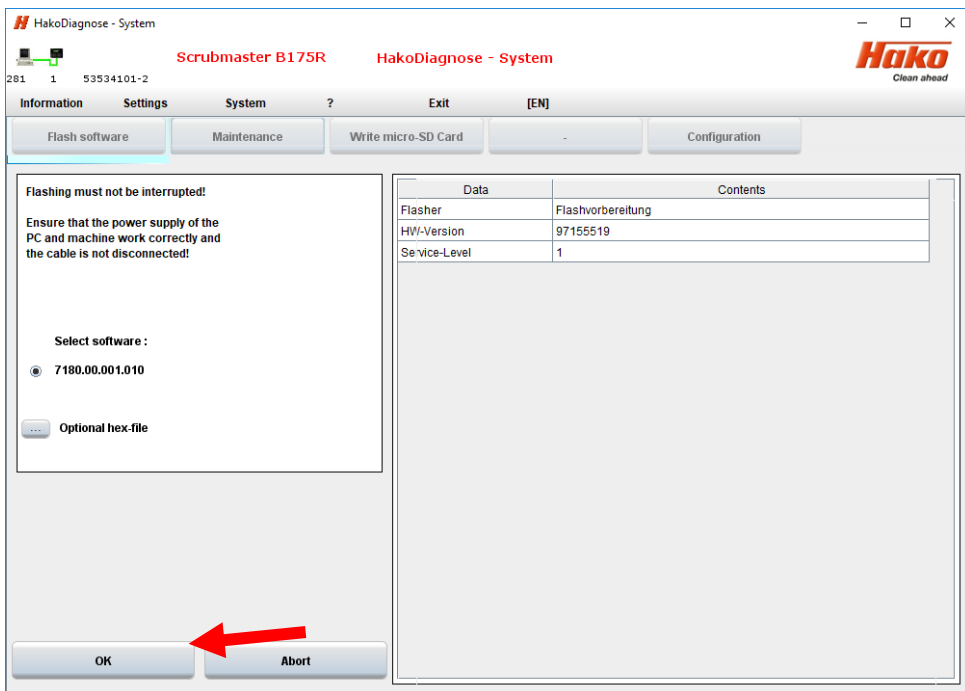 HakoDiagnose - System
Scrubmaster B175R HakoDiagnose - System
Hako
Clean ahead
281 1 53534101-2
Information Settings System ? Exit [EN]
Flash software Maintenance Write micro-SD Card - Configuration
Flashing must not be interrupted!
Ensure that the power supply of the
PC and machine work correctly and
the cable is not disconnected!
Select software :
7180.00.001.010
... Optional hex-file
Data Contents
Flasher Flashvorbereitung
HW-Version 97155519
Service-Level 1
OK Abort